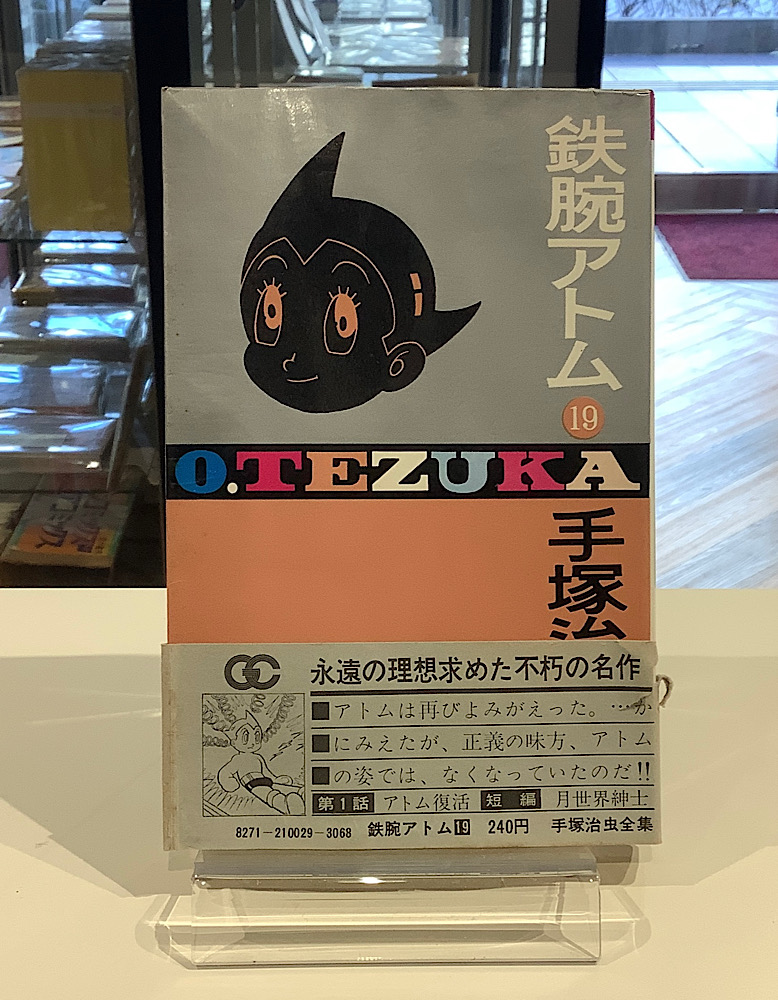 鉄腕アトム
19
O.TEZUKA
手塚治
GC
永遠の理想求めた不朽の名作
■アトムは再びよみがえった。…か
■にみえたが、正義の味方、アトム
■の姿では、なくなっていたのだ!!
第1話 アトム復活 短編 月世界紳士
8271-210029-3068 鉄腕アトム19 240円 手塚治虫全集